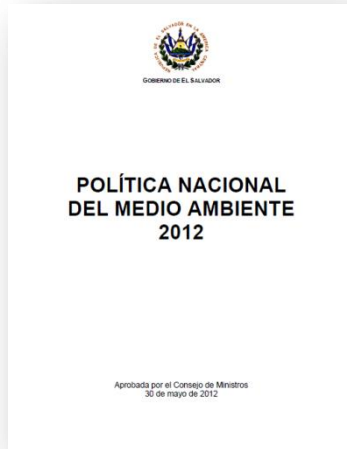 GOBIERNO DE EL SALVADOR
POLÍTICA NACIONAL
DEL MEDIO AMBIENTE
2012
Aprobada por el Consejo de Ministros
30 de mayo de 2012